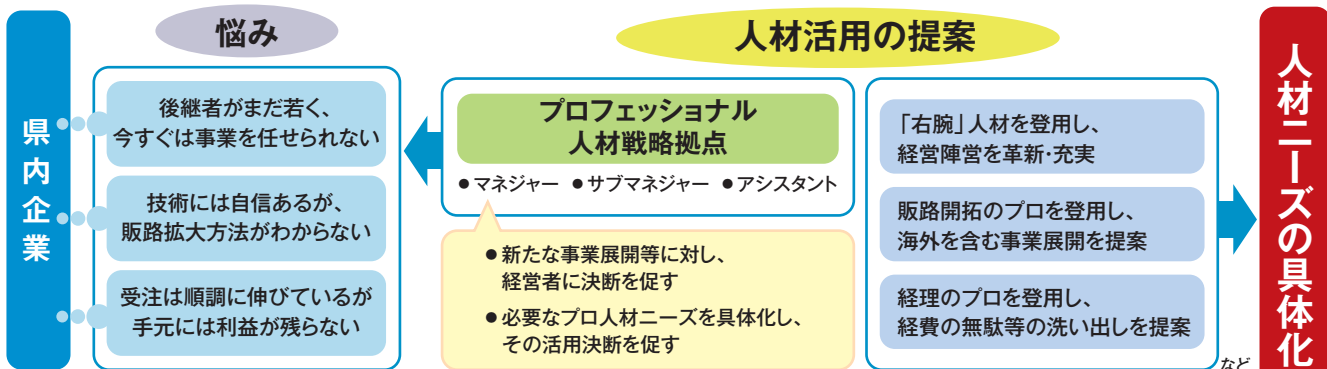 県内企業
悩み
後継者がまだ若く、
今すぐは事業を任せられない
技術には自信あるが、
販路拡大方法がわからない
受注は順調に伸びているが
手元には利益が残らない
人材活用の提案
プロフェッショナル
人材戦略拠点
●マネジャー ●サブマネジャー ●アシスタント
●新たな事業展開等に対し、
経営者に決断を促す
●必要なプロ人材ニーズを具体化し、
その活用決断を促す
「右腕」人材を登用し、
経営陣営を革新・充実
販路開拓のプロを登用し、
海外を含む事業展開を提案
経理のプロを登用し、
経費の無駄等の洗い出しを提案
など
人材ニーズの具体化